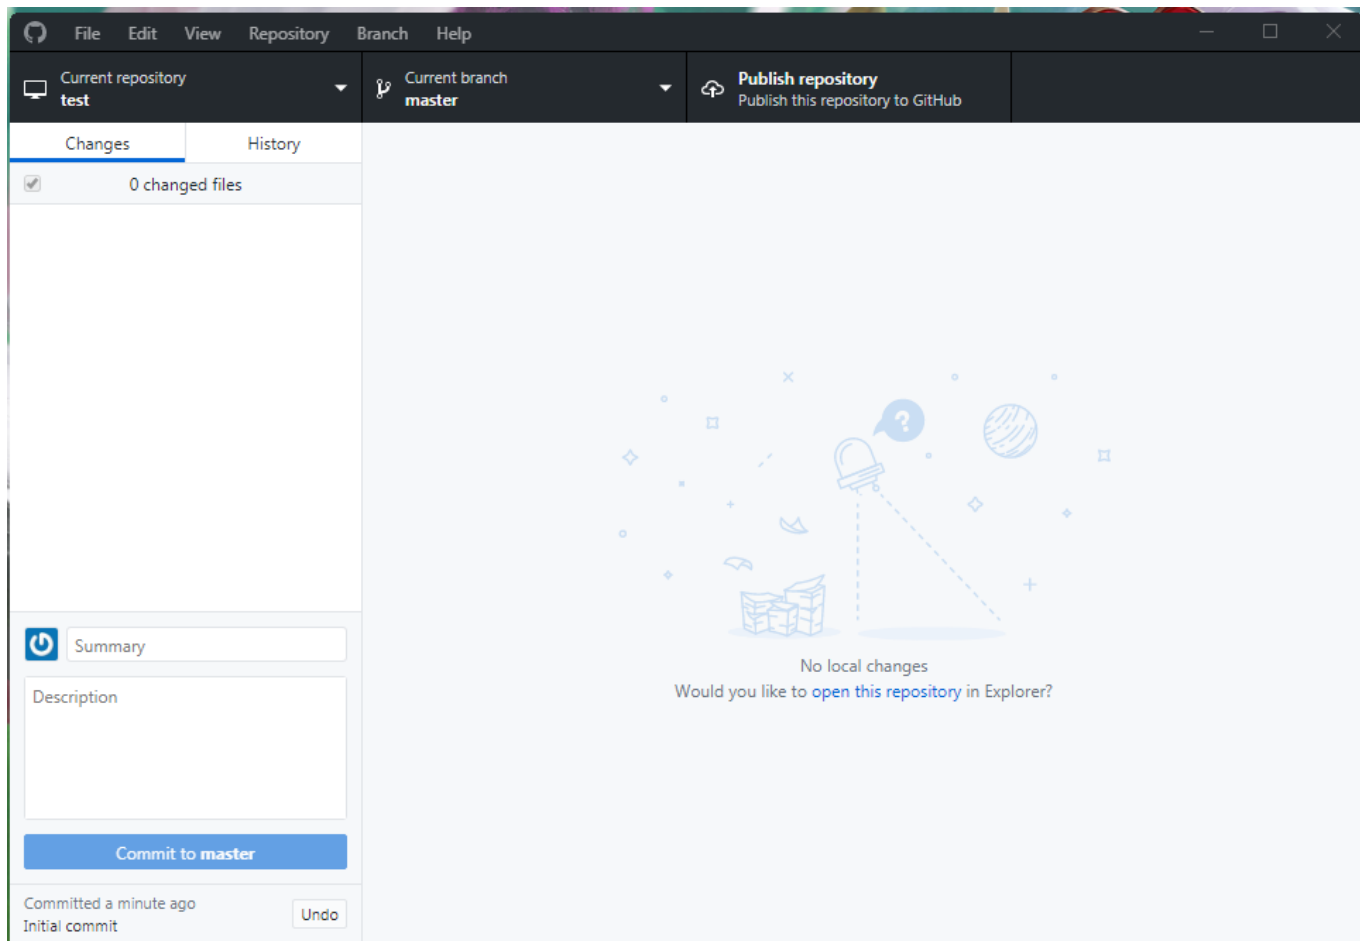 File Edit View Repository Branch Help
Current repository
test
Current branch
master
Publish repository
Publish this repository to GitHub
Changes
History
0 changed files
?
No local changes
Would you like to open this repository in Explorer?
Summary
Description
Commit to master
Committed a minute ago
Initial commit
Undo